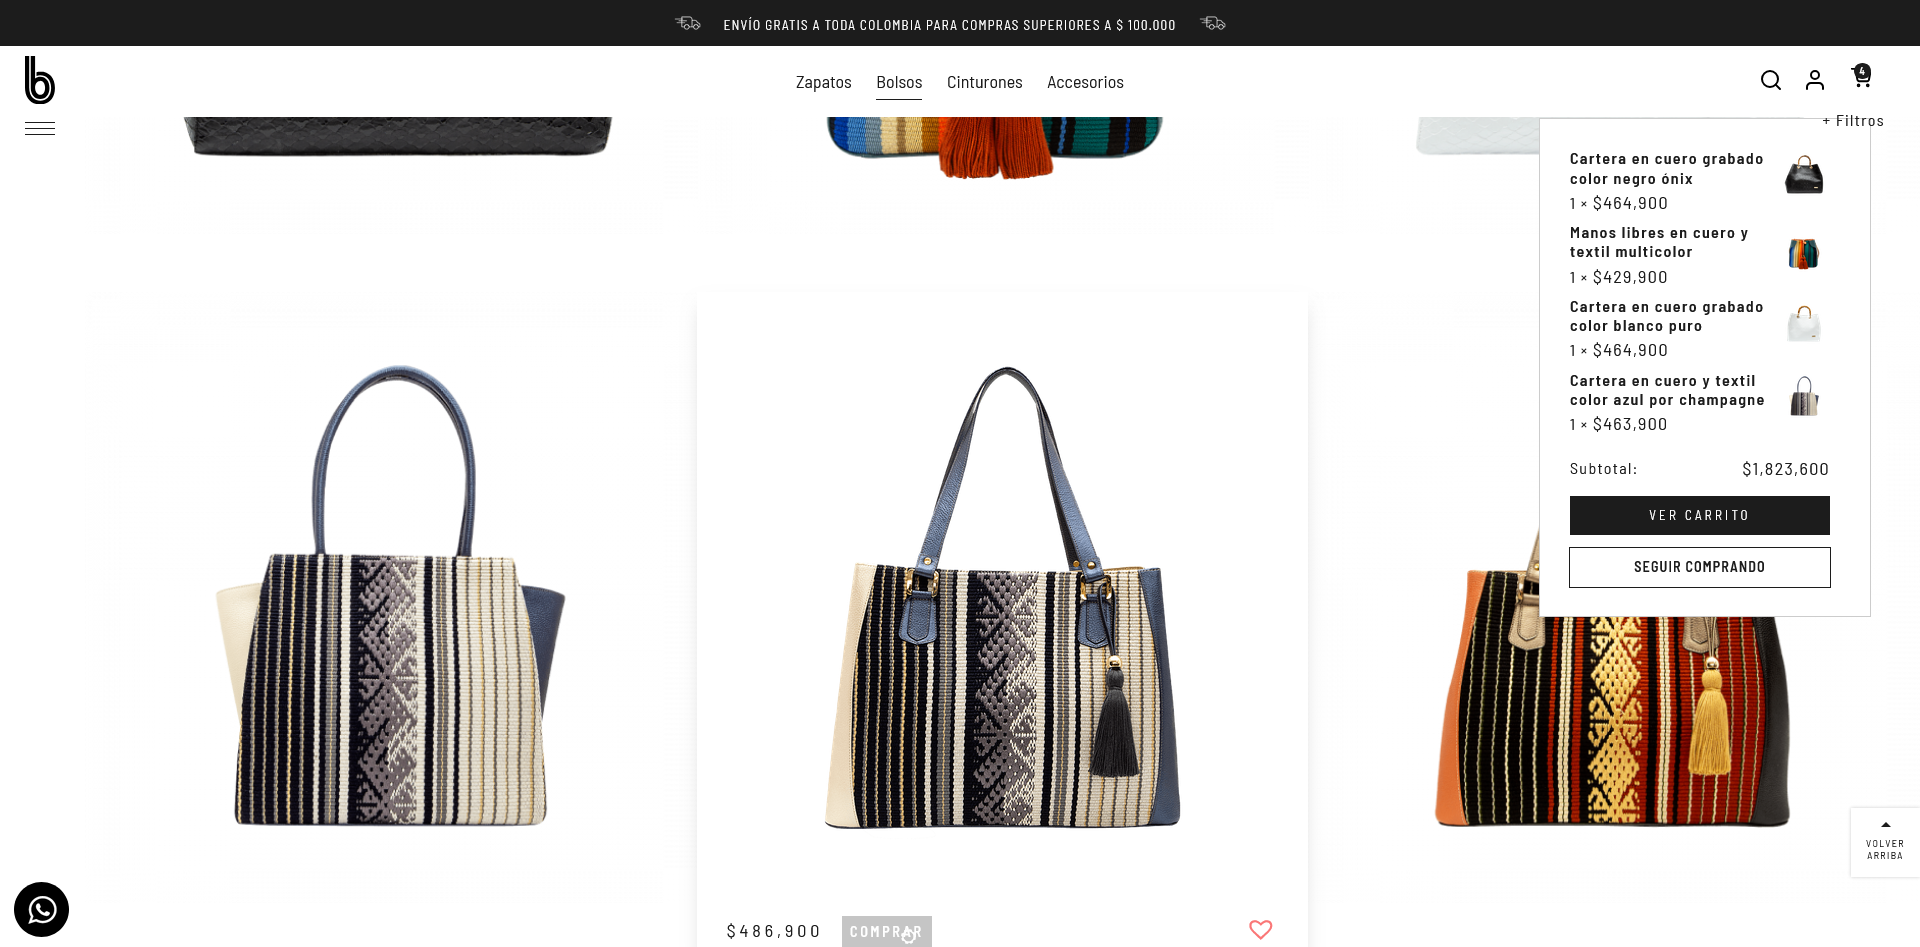 ENVÍO GRATIS A TODA COLOMBIA PARA COMPRAS SUPERIORES A $ 100.000
b
Zapatos Bolsos Cinturones Accesorios
4
+ Filtros
Cartera en cuero grabado
color negro ónix
1 × $464,900
Manos libres en cuero y
textil multicolor
1 × $429,900
Cartera en cuero grabado
color blanco puro
1 × $464,900
Cartera en cuero y textil
color azul por champagne
1 × $463,900
Subtotal: $1,823,600
VER CARRITO
SEGUIR COMPRANDO
VOLVER
ARRIBA
$486,900 COMPRAR